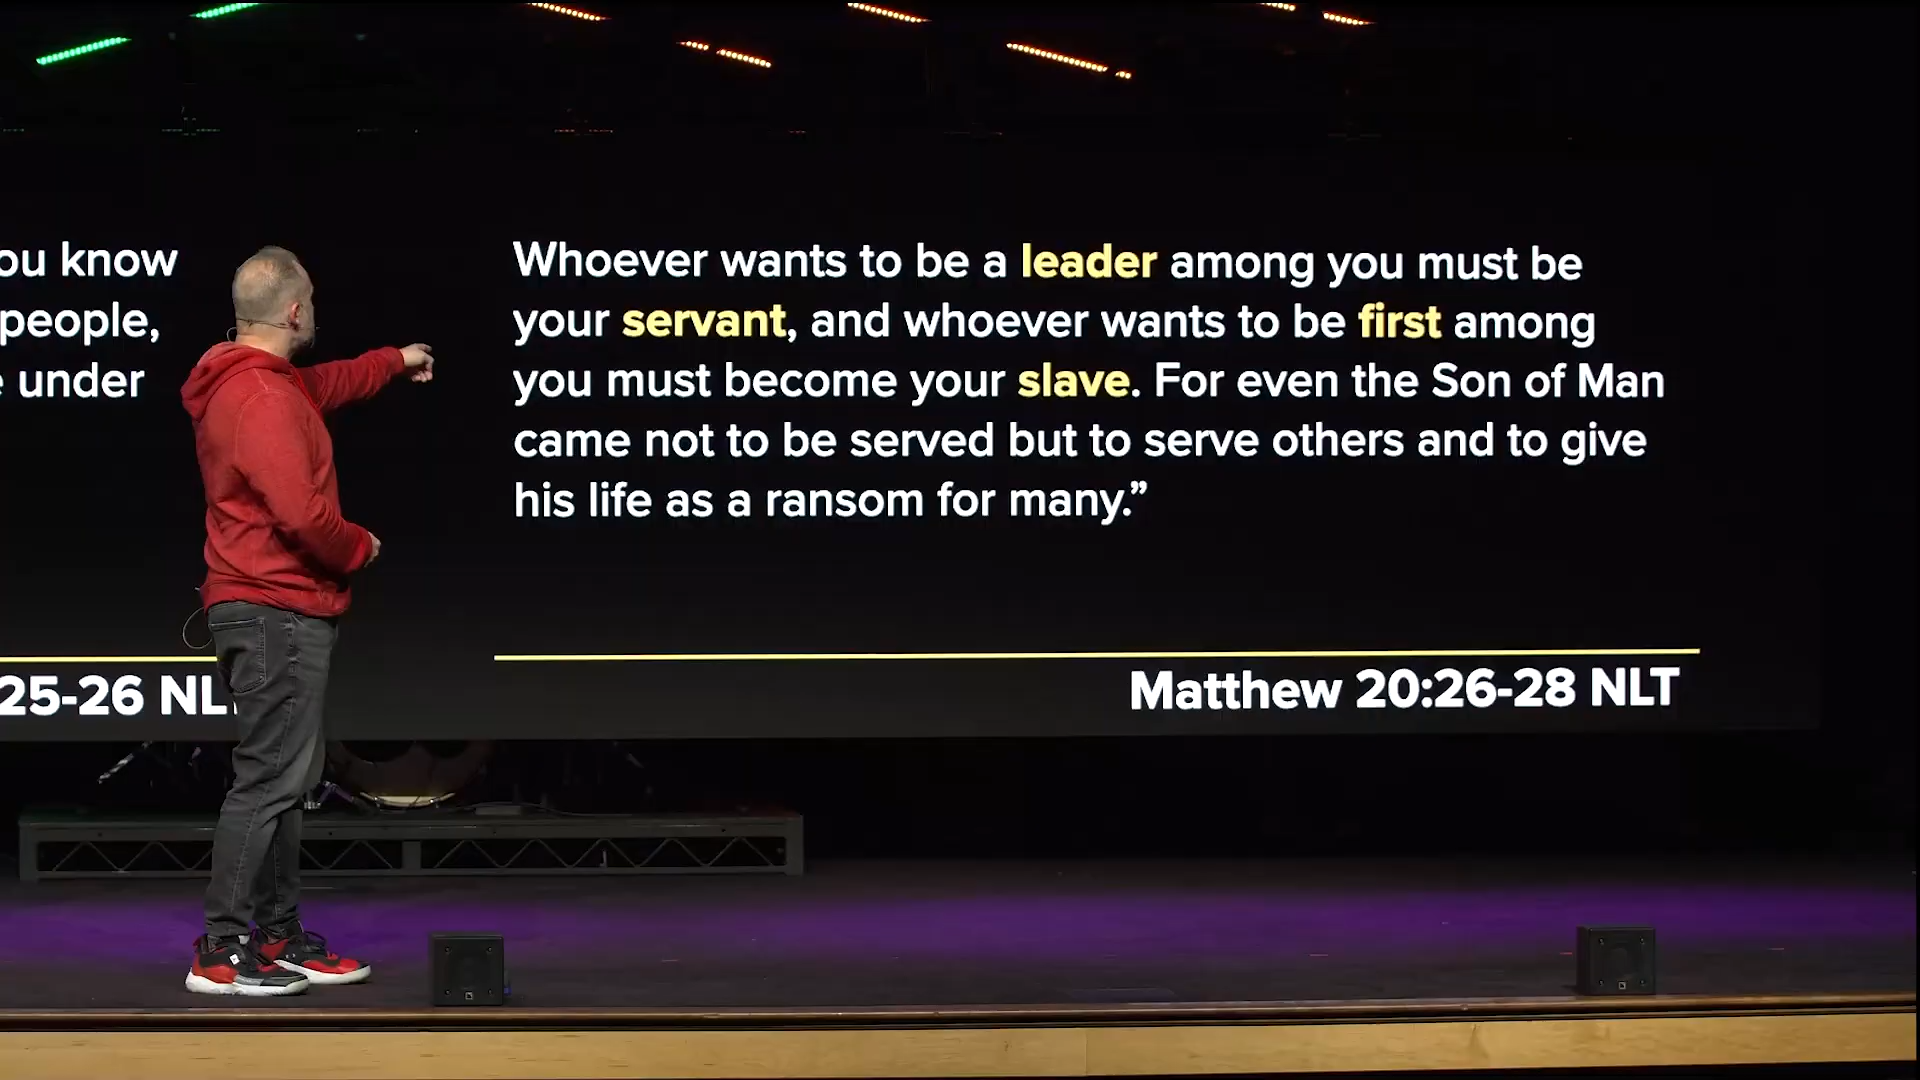 ou know
people,
under
25-26 NL
Whoever wants to be a leader among you must be
your servant, and whoever wants to be first among
you must become your slave. For even the Son of Man
came not to be served but to serve others and to give
his life as a ransom for many.”
Matthew 20:26-28 NLT